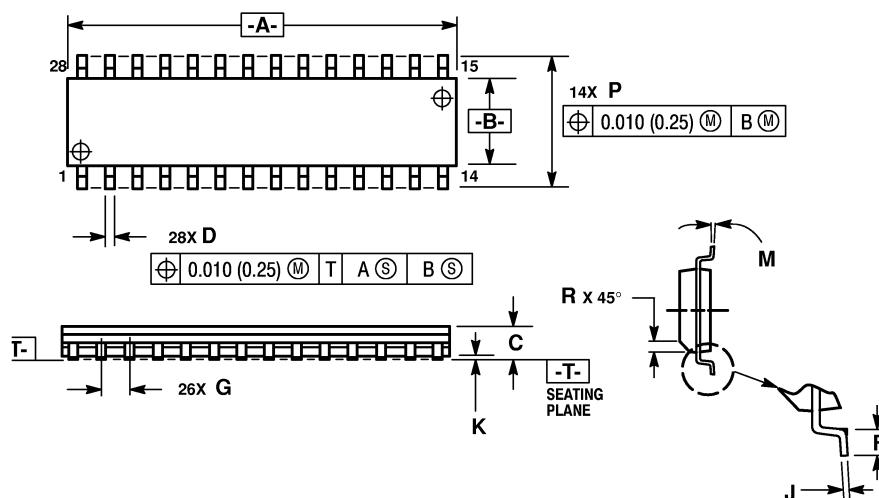 -A-
28
15
14X P
⌖ 0.010 (0.25) Ⓜ B Ⓜ
-B-
1
14
28X D
⌖ 0.010 (0.25) Ⓜ T A Ⓢ B Ⓢ
M
R X 45°
C
T-
-T-
26X G
SEATING
PLANE
K
F
J